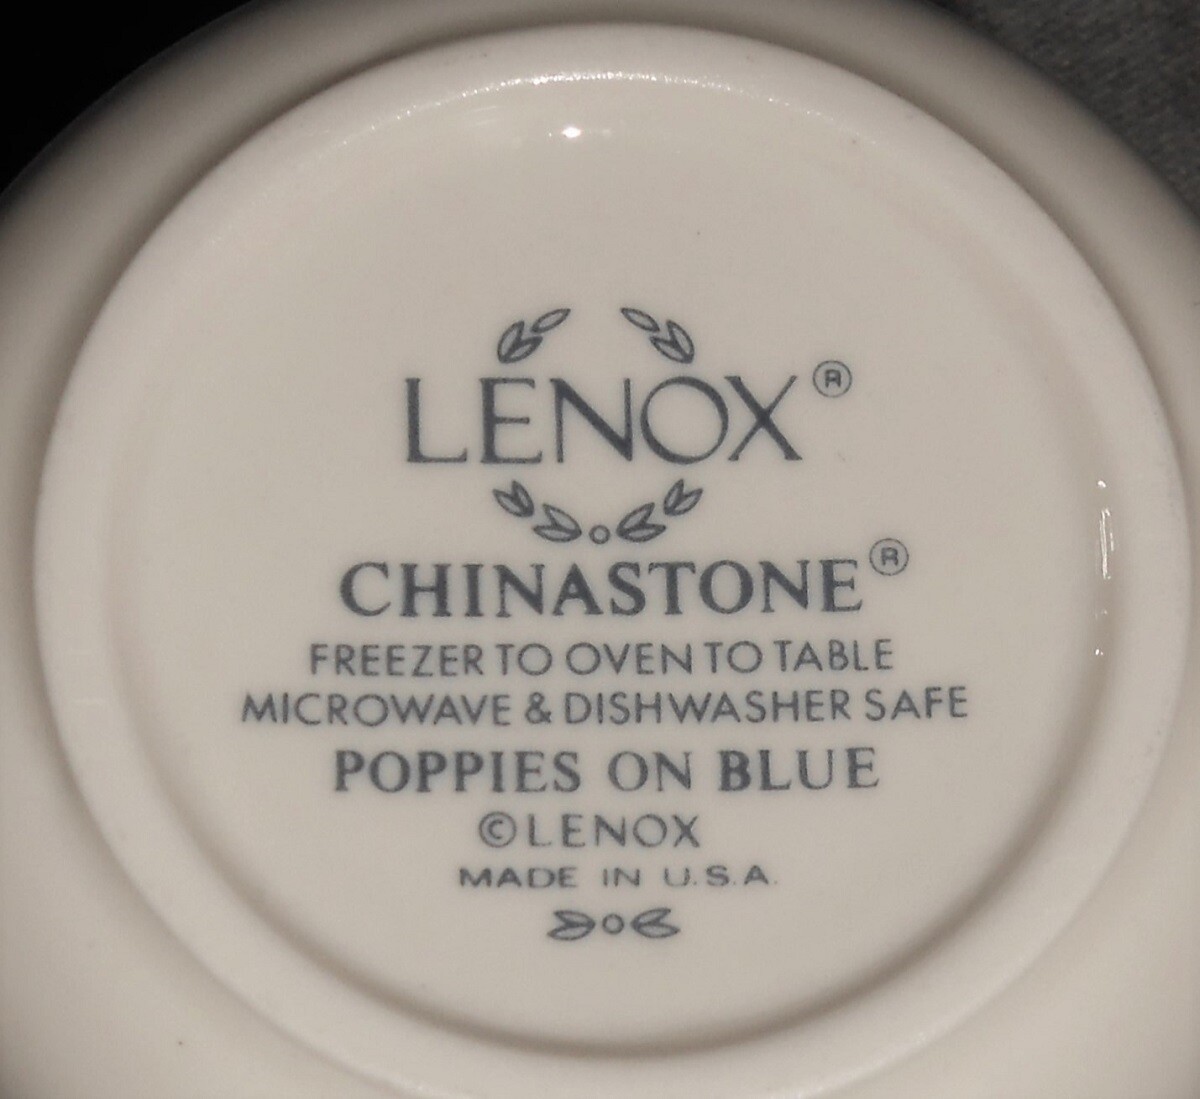 LENOX®
CHINASTONE®
FREEZER TO OVEN TO TABLE
MICROWAVE & DISHWASHER SAFE
POPPIES ON BLUE
©LENOX
MADE IN U.S.A.